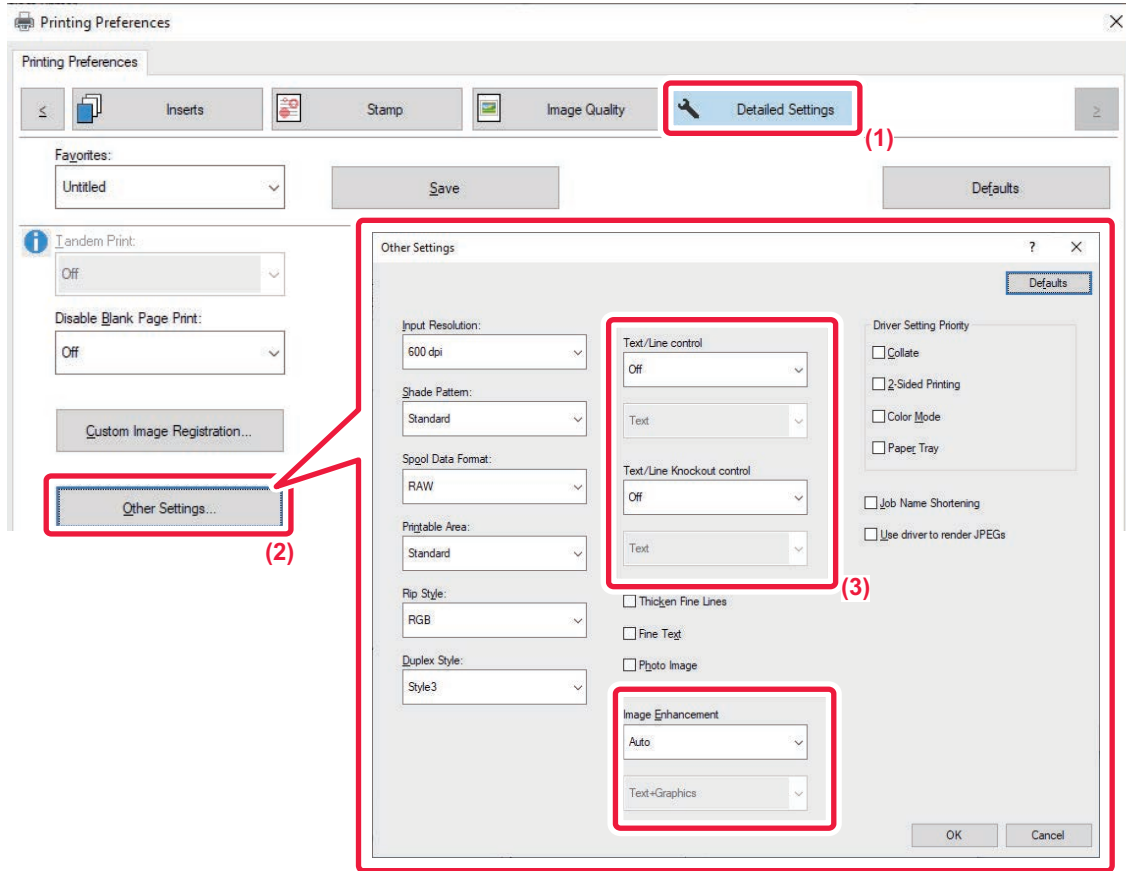 Printing Preferences
Printing Preferences
< Inserts Stamp Image Quality Detailed Settings >
(1)
Favorites:
Untitled Save Defaults
Tandem Print:
Off
Disable Blank Page Print:
Off
Custom Image Registration...
Other Settings...
(2)
Other Settings ? X
Defaults
Input Resolution:
600 dpi
Shade Pattern:
Standard
Spool Data Format:
RAW
Printable Area:
Standard
Rip Style:
RGB
Duplex Style:
Style3
Text/Line control
Off
Text
Text/Line Knockout control
Off
Text
(3)
Thicken Fine Lines
Fine Text
Photo Image
Image Enhancement
Auto
Text+Graphics
Driver Setting Priority
Collate
2-Sided Printing
Color Mode
Paper Tray
Job Name Shortening
Use driver to render JPEGs
OK Cancel